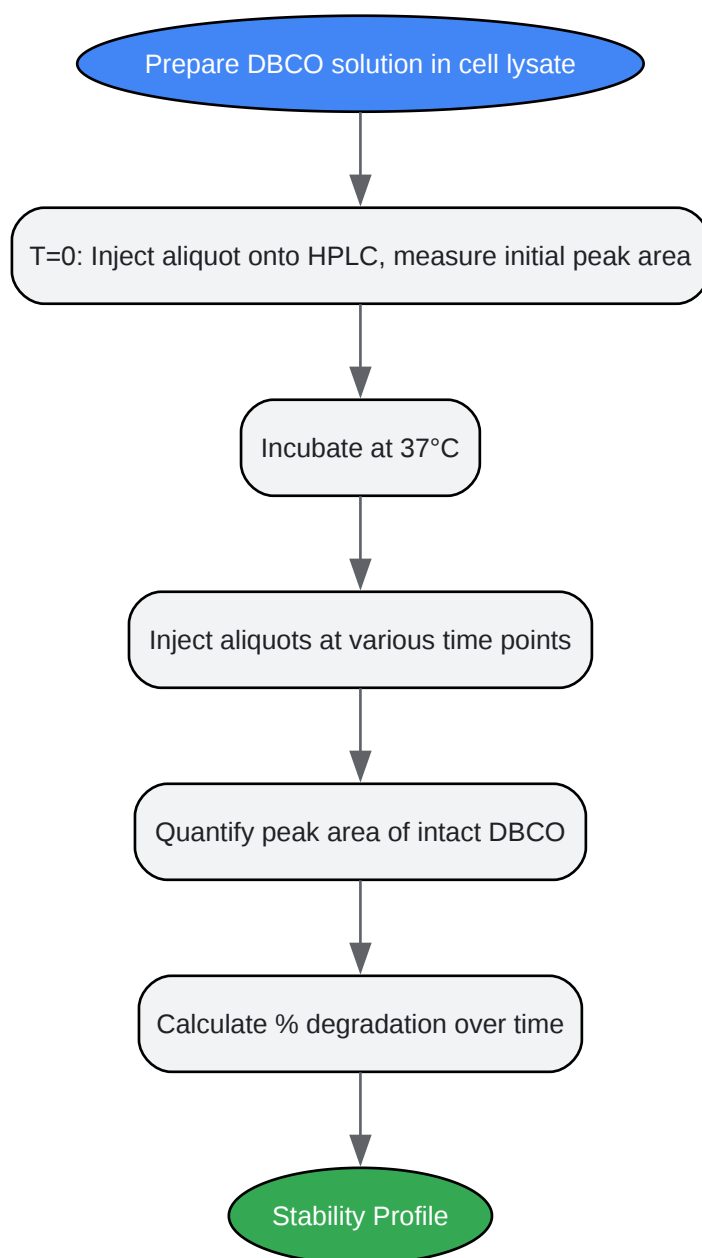 Prepare DBCO solution in cell lysate
T=0: Inject aliquot onto HPLC, measure initial peak area
Incubate at 37°C
Inject aliquots at various time points
Quantify peak area of intact DBCO
Calculate % degradation over time
Stability Profile